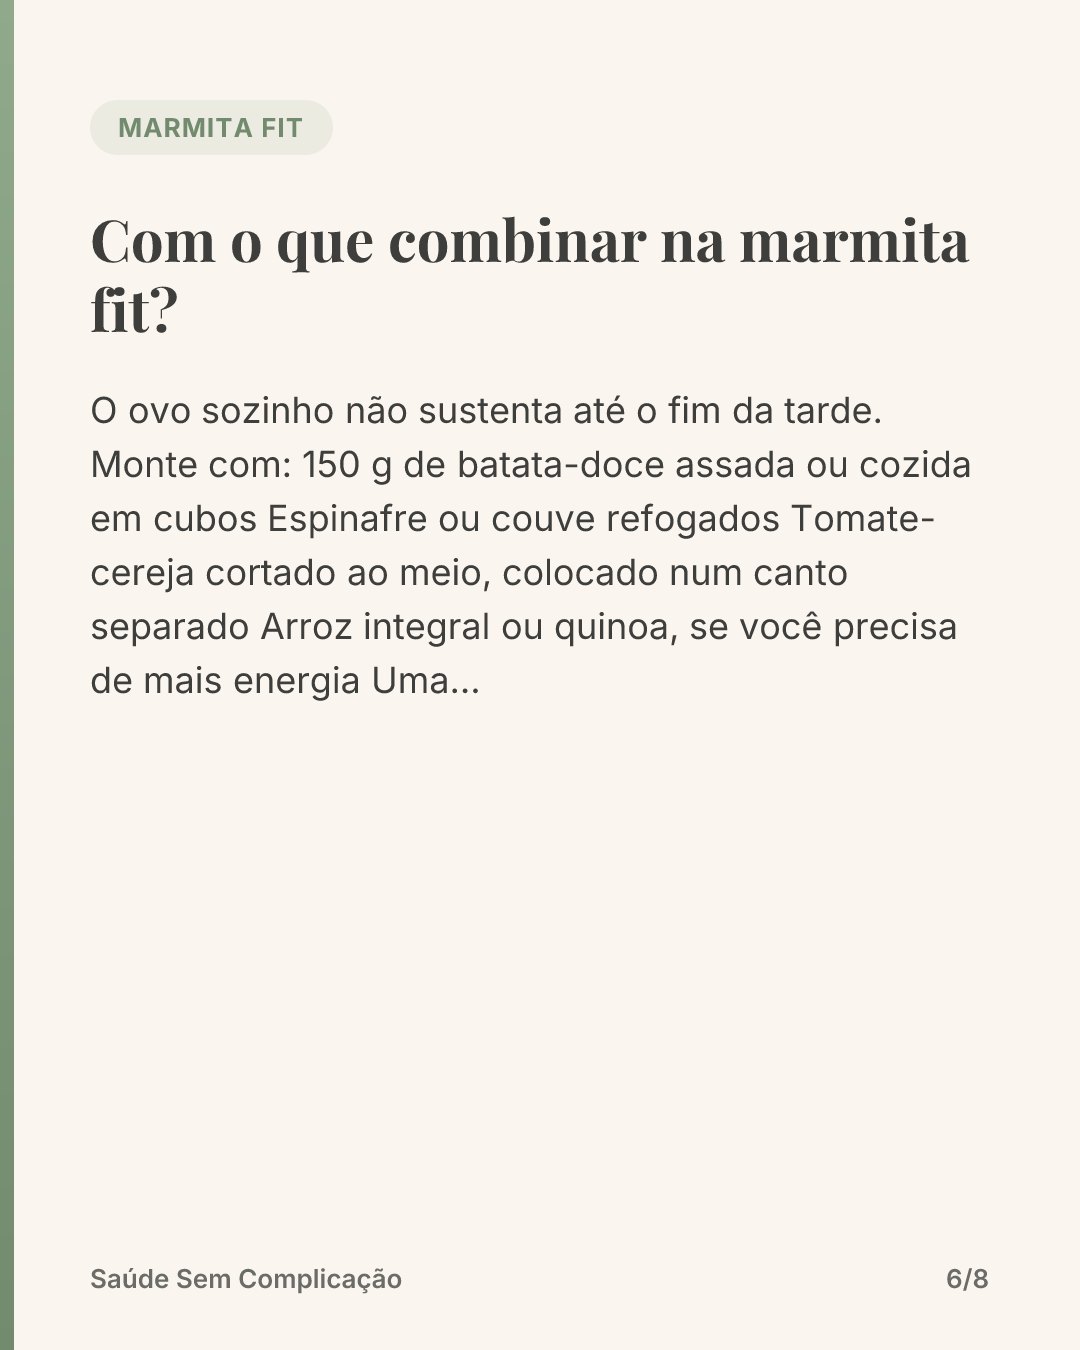 MARMITA FIT
Com o que combinar na marmita
fit?
O ovo sozinho não sustenta até o fim da tarde.
Monte com: 150 g de batata-doce assada ou cozida
em cubos Espinafre ou couve refogados Tomate-
cereja cortado ao meio, colocado num canto
separado Arroz integral ou quinoa, se você precisa
de mais energia Uma...
Saúde Sem Complicação
6/8